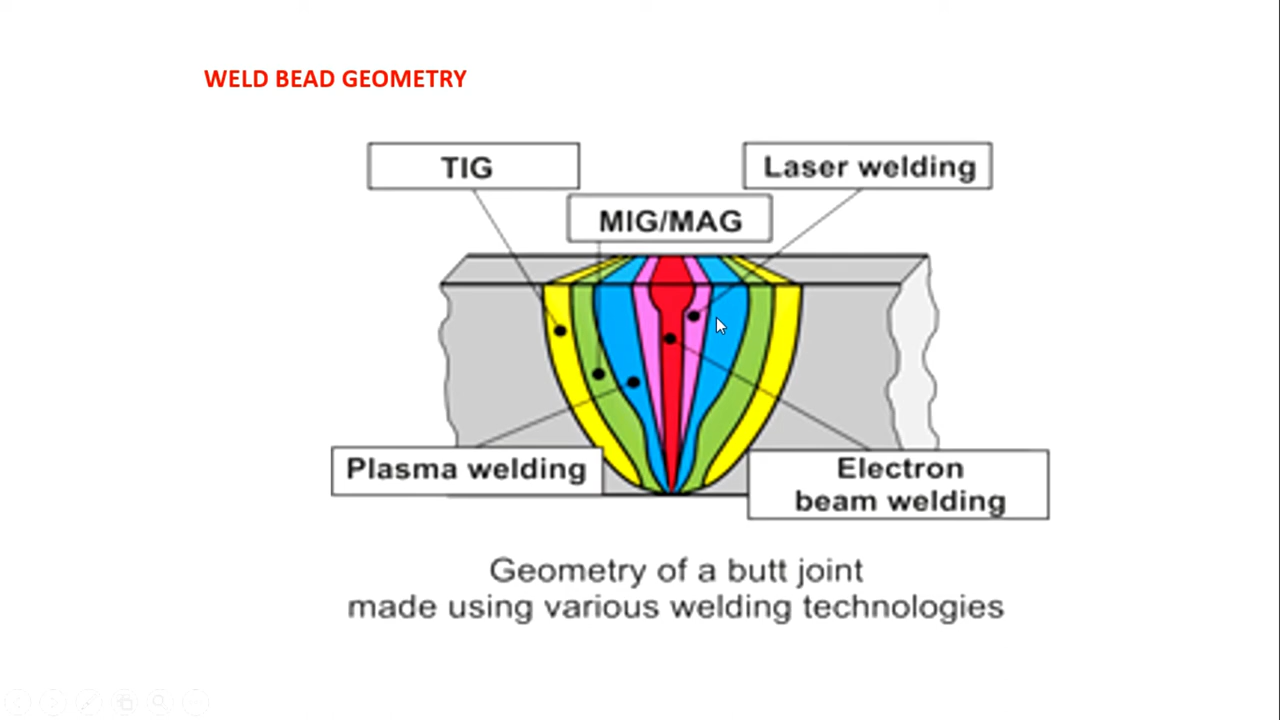 WELD BEAD GEOMETRY
TIG
Laser welding
MIG/MAG
Plasma welding
Electron
beam welding
Geometry of a butt joint
made using various welding technologies